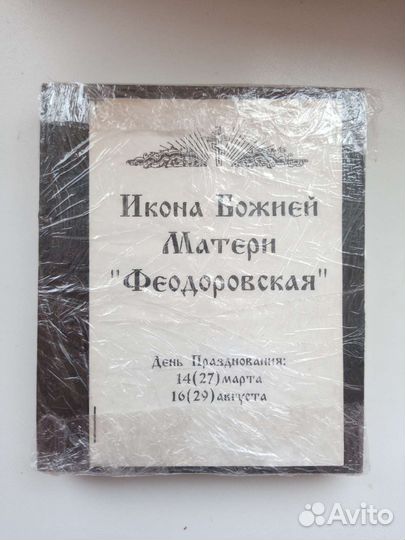 Икона Божией
Матери
"Феодоровская"
День Празднования:
14(27)марта
16(29)августа
Avito